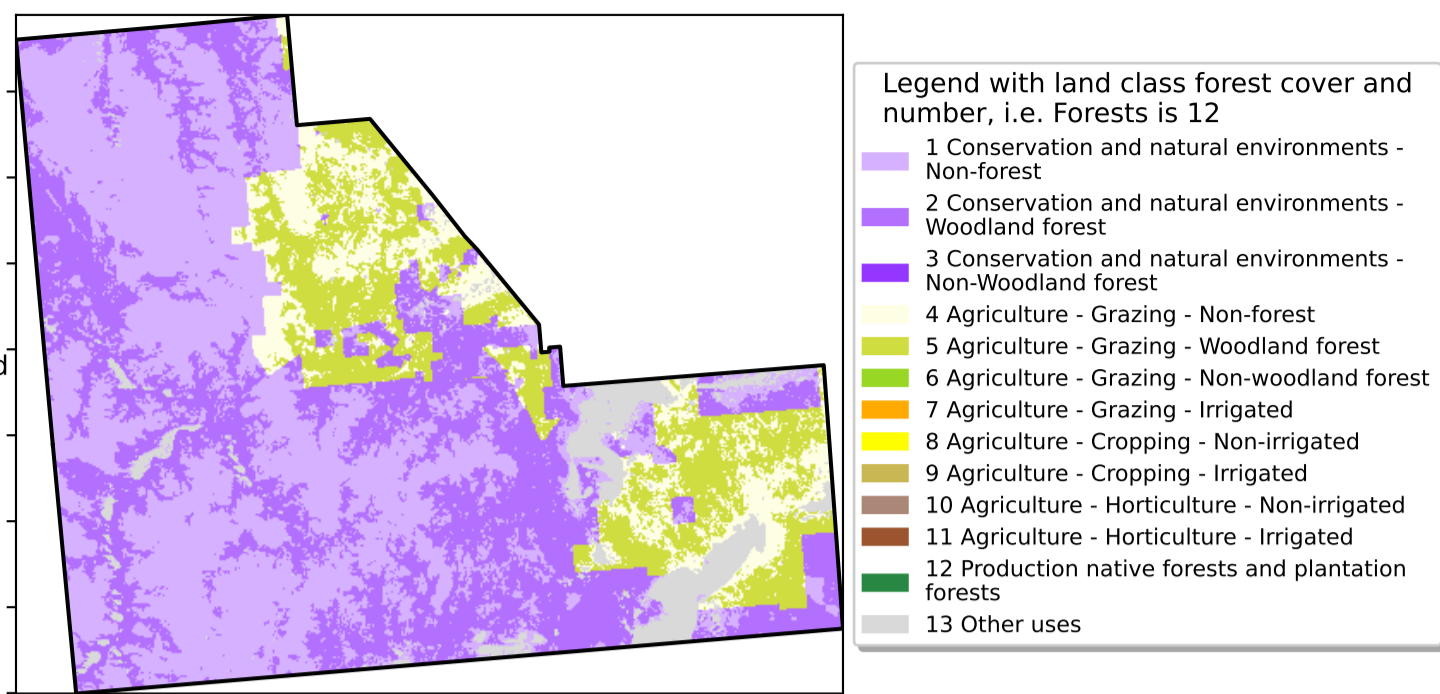 d
Legend with land class forest cover and
number, i.e. Forests is 12
1 Conservation and natural environments -
Non-forest
2 Conservation and natural environments -
Woodland forest
3 Conservation and natural environments -
Non-Woodland forest
4 Agriculture - Grazing - Non-forest
5 Agriculture - Grazing - Woodland forest
6 Agriculture - Grazing - Non-woodland forest
7 Agriculture - Grazing - Irrigated
8 Agriculture - Cropping - Non-irrigated
9 Agriculture - Cropping - Irrigated
10 Agriculture - Horticulture - Non-irrigated
11 Agriculture - Horticulture - Irrigated
12 Production native forests and plantation
forests
13 Other uses